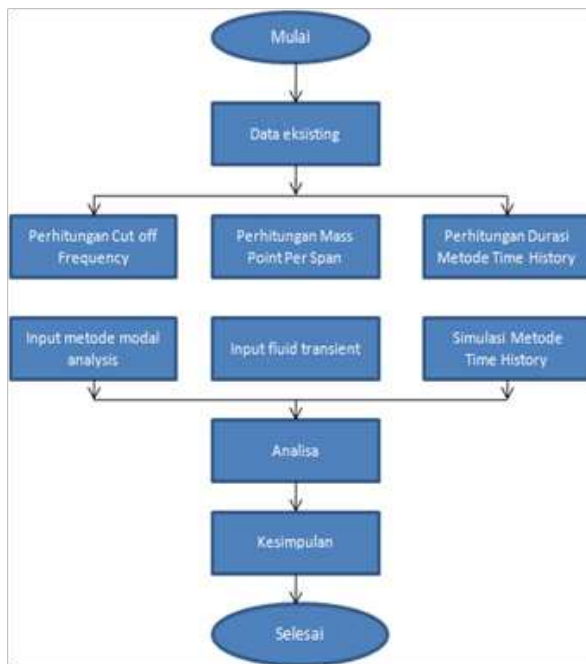 Mulai
Data eksisting
Perhitungan Cut off
Frequency
Perhitungan Mass
Point Per Span
Perhitungan Durasi
Metode Time History
Input metode modal
analysis
Input fluid transient
Simulasi Metode
Time History
Analisa
Kesimpulan
Selesai